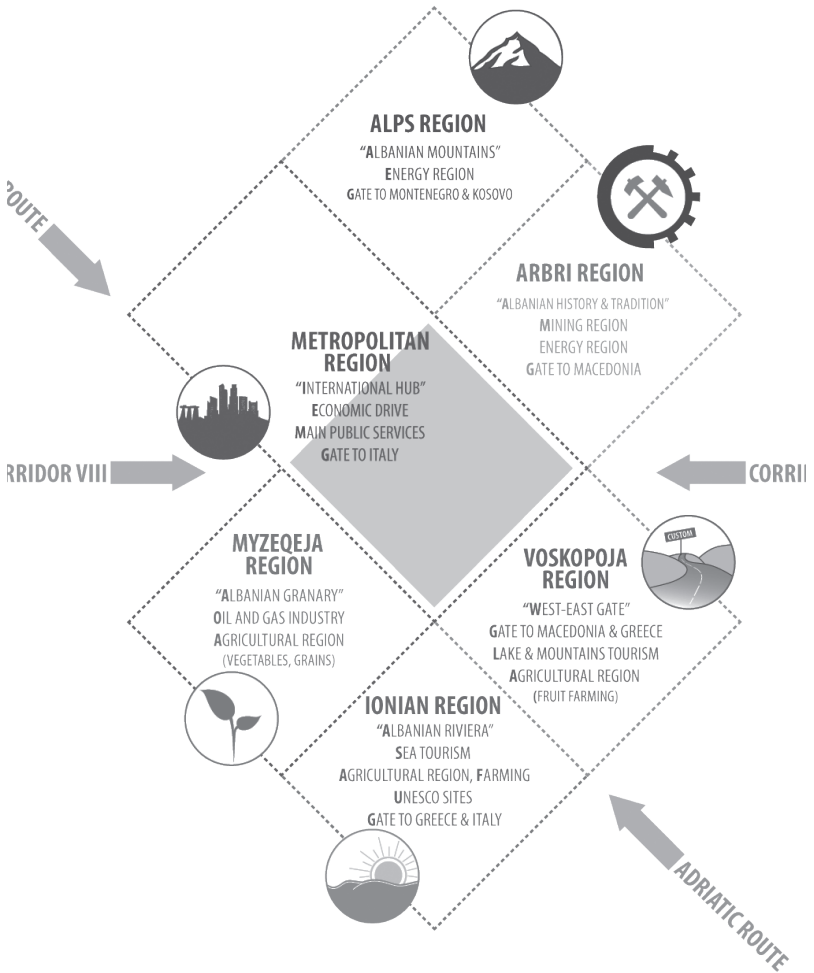 ALPS REGION
“ALBANIAN MOUNTAINS”
ENERGY REGION
GATE TO MONTENEGRO & KOSOVO
ROUTE
ARBRI REGION
“ALBANIAN HISTORY & TRADITION”
MINING REGION
ENERGY REGION
GATE TO MACEDONIA
METROPOLITAN
REGION
“INTERNATIONAL HUB”
ECONOMIC DRIVE
MAIN PUBLIC SERVICES
GATE TO ITALY
RRIDOR VIII
CORRI
MYZEQEJA
REGION
“ALBANIAN GRANARY”
OIL AND GAS INDUSTRY
AGRICULTURAL REGION
(VEGETABLES, GRAINS)
CUSTOM
VOSKOPOJA
REGION
“WEST-EAST GATE”
GATE TO MACEDONIA & GREECE
LAKE & MOUNTAINS TOURISM
AGRICULTURAL REGION
(FRUIT FARMING)
IONIAN REGION
“ALBANIAN RIVIERA”
SEA TOURISM
AGRICULTURAL REGION, FARMING
UNESCO SITES
GATE TO GREECE & ITALY
ADRIATIC ROUTE